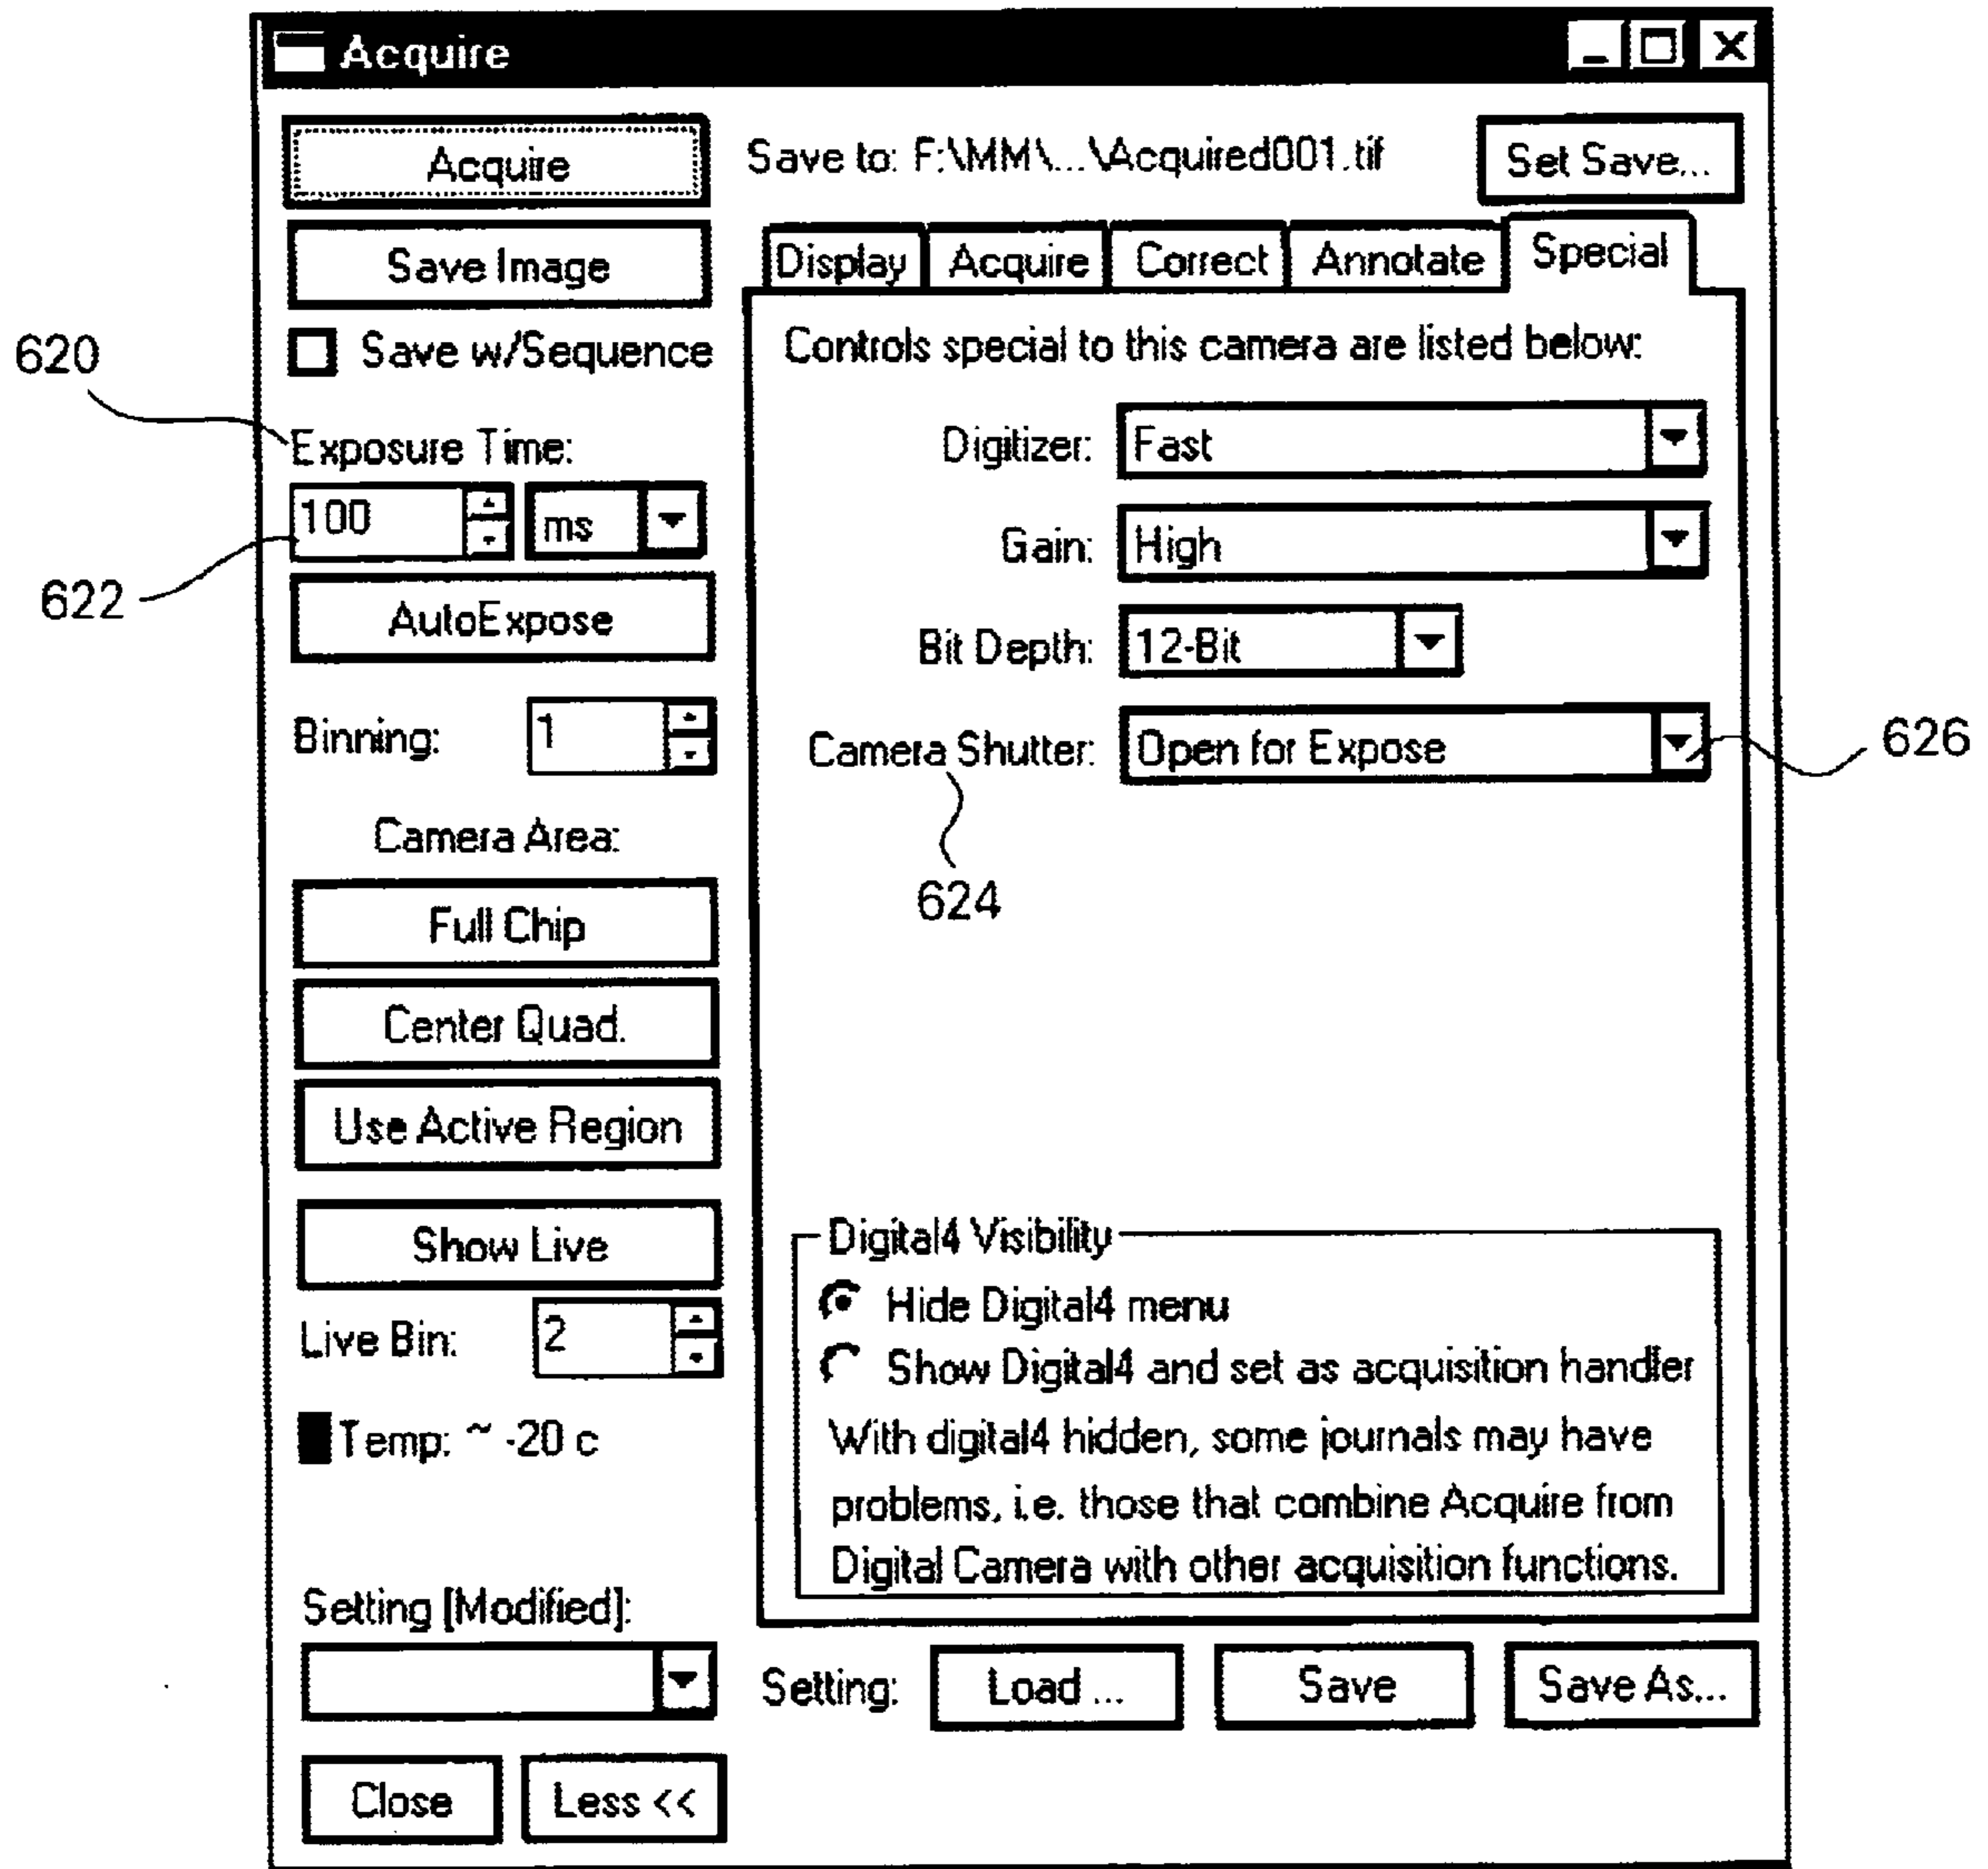 Acquire
Acquire
Save to: F:\MM\...\Acquired001.tif
Set Save...
Save Image
Display
Acquire
Correct
Annotate
Special
Save w/Sequence
Controls special to this camera are listed below:
620
Exposure Time:
Digitizer:
Fast
100
ms
Gain:
High
622
AutoExpose
Bit Depth:
12-Bit
Binning:
1
Camera Shutter:
Open for Expose
626
Camera Area:
624
Full Chip
Center Quad.
Use Active Region
Show Live
Digital4 Visibility
Hide Digital4 menu
Live Bin:
2
Show Digital4 and set as acquisition handler
Temp: ~ -20 c
With digital4 hidden, some journals may have
problems, i.e. those that combine Acquire from
Digital Camera with other acquisition functions.
Setting [Modified]:
Setting:
Load ...
Save
Save As...
Close
Less <<